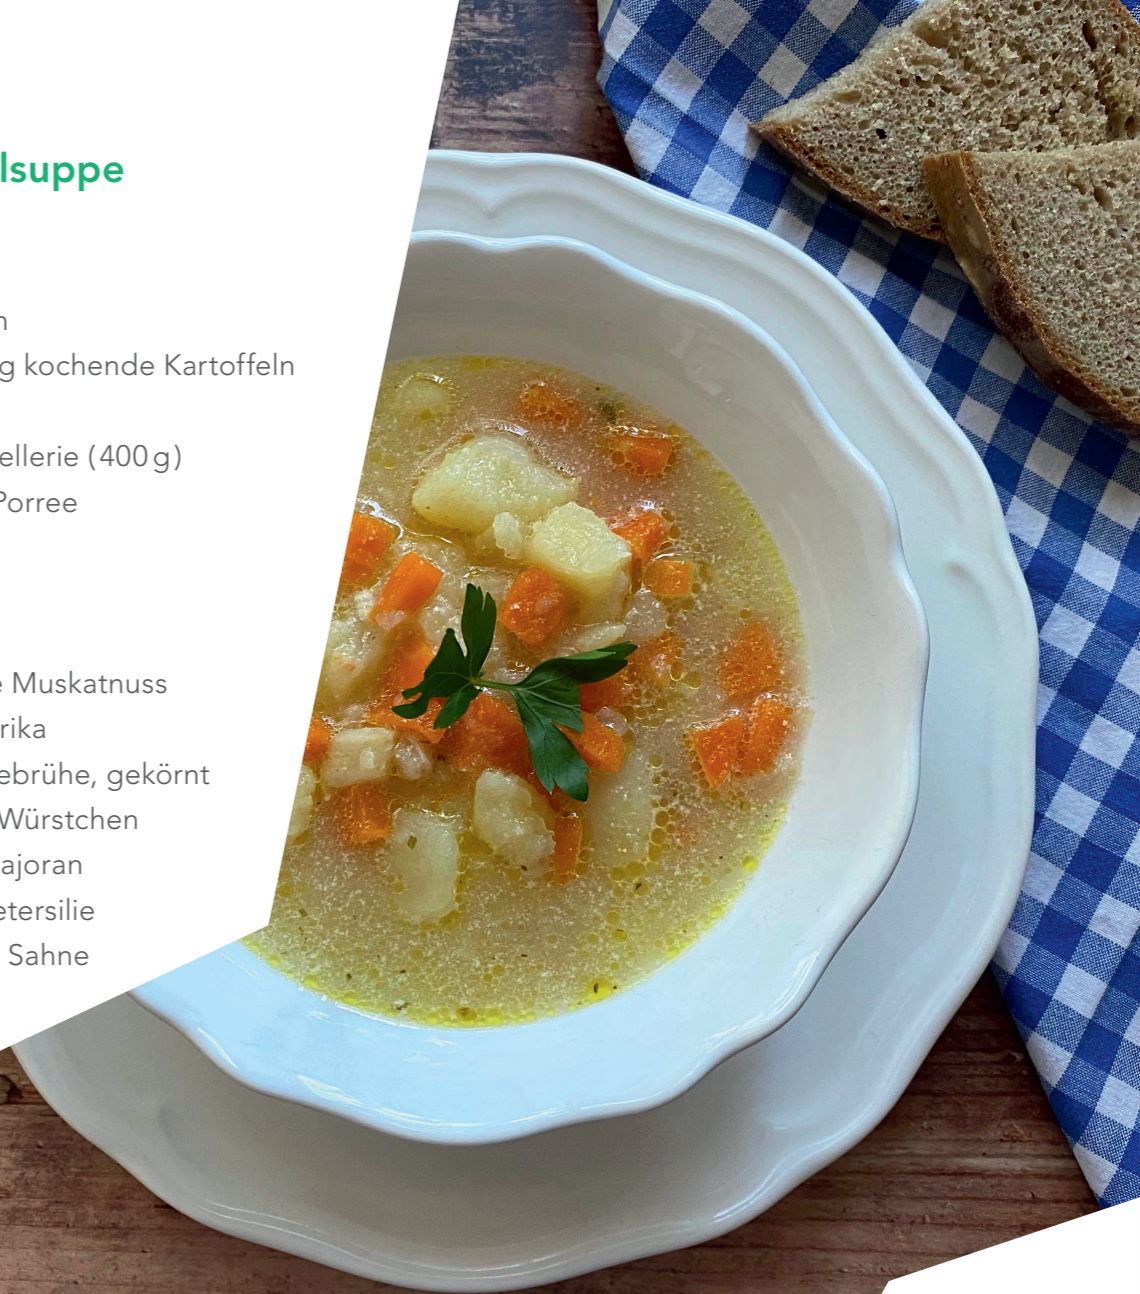 lsuppe
n
g kochende Kartoffeln
ellerie (400 g)
Porree
e Muskatnuss
rika
ebrühe, gekörnt
Würstchen
ajoran
etersilie
Sahne